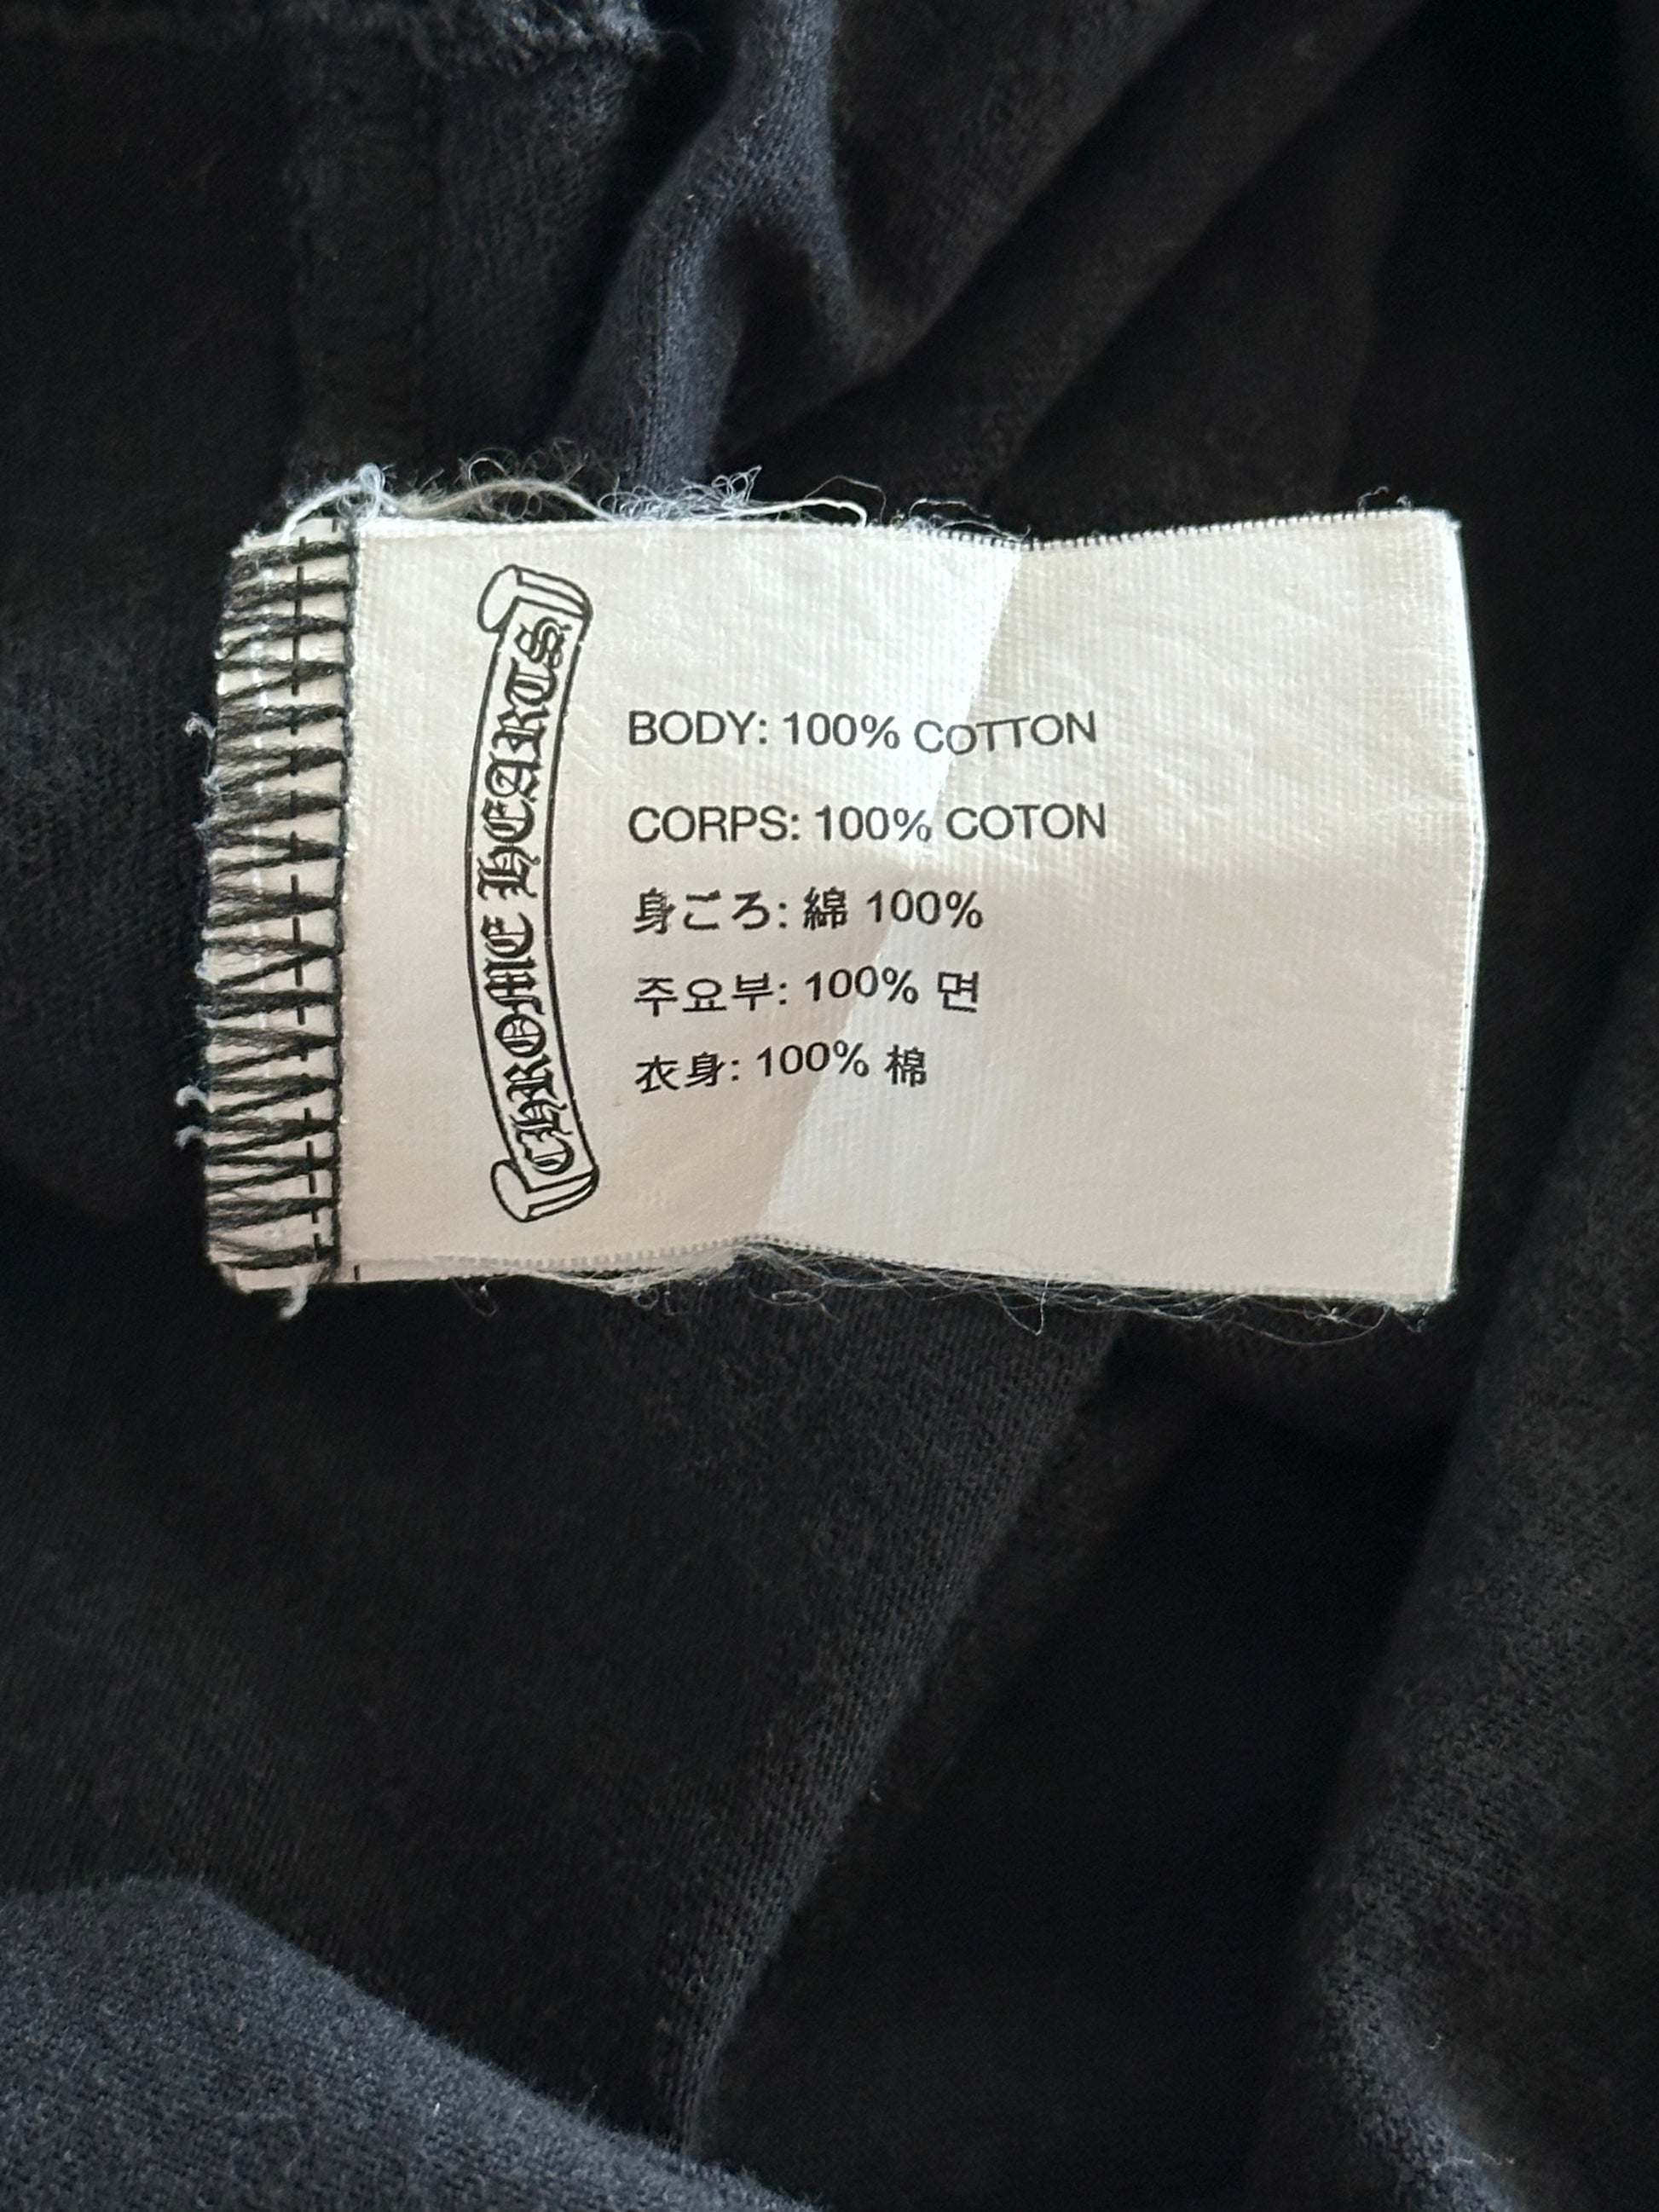 CHROME HEARTS
BODY: 100% COTTON
CORPS: 100% COTON
身ごろ: 綿 100%
주요부: 100% 면
衣身: 100% 棉